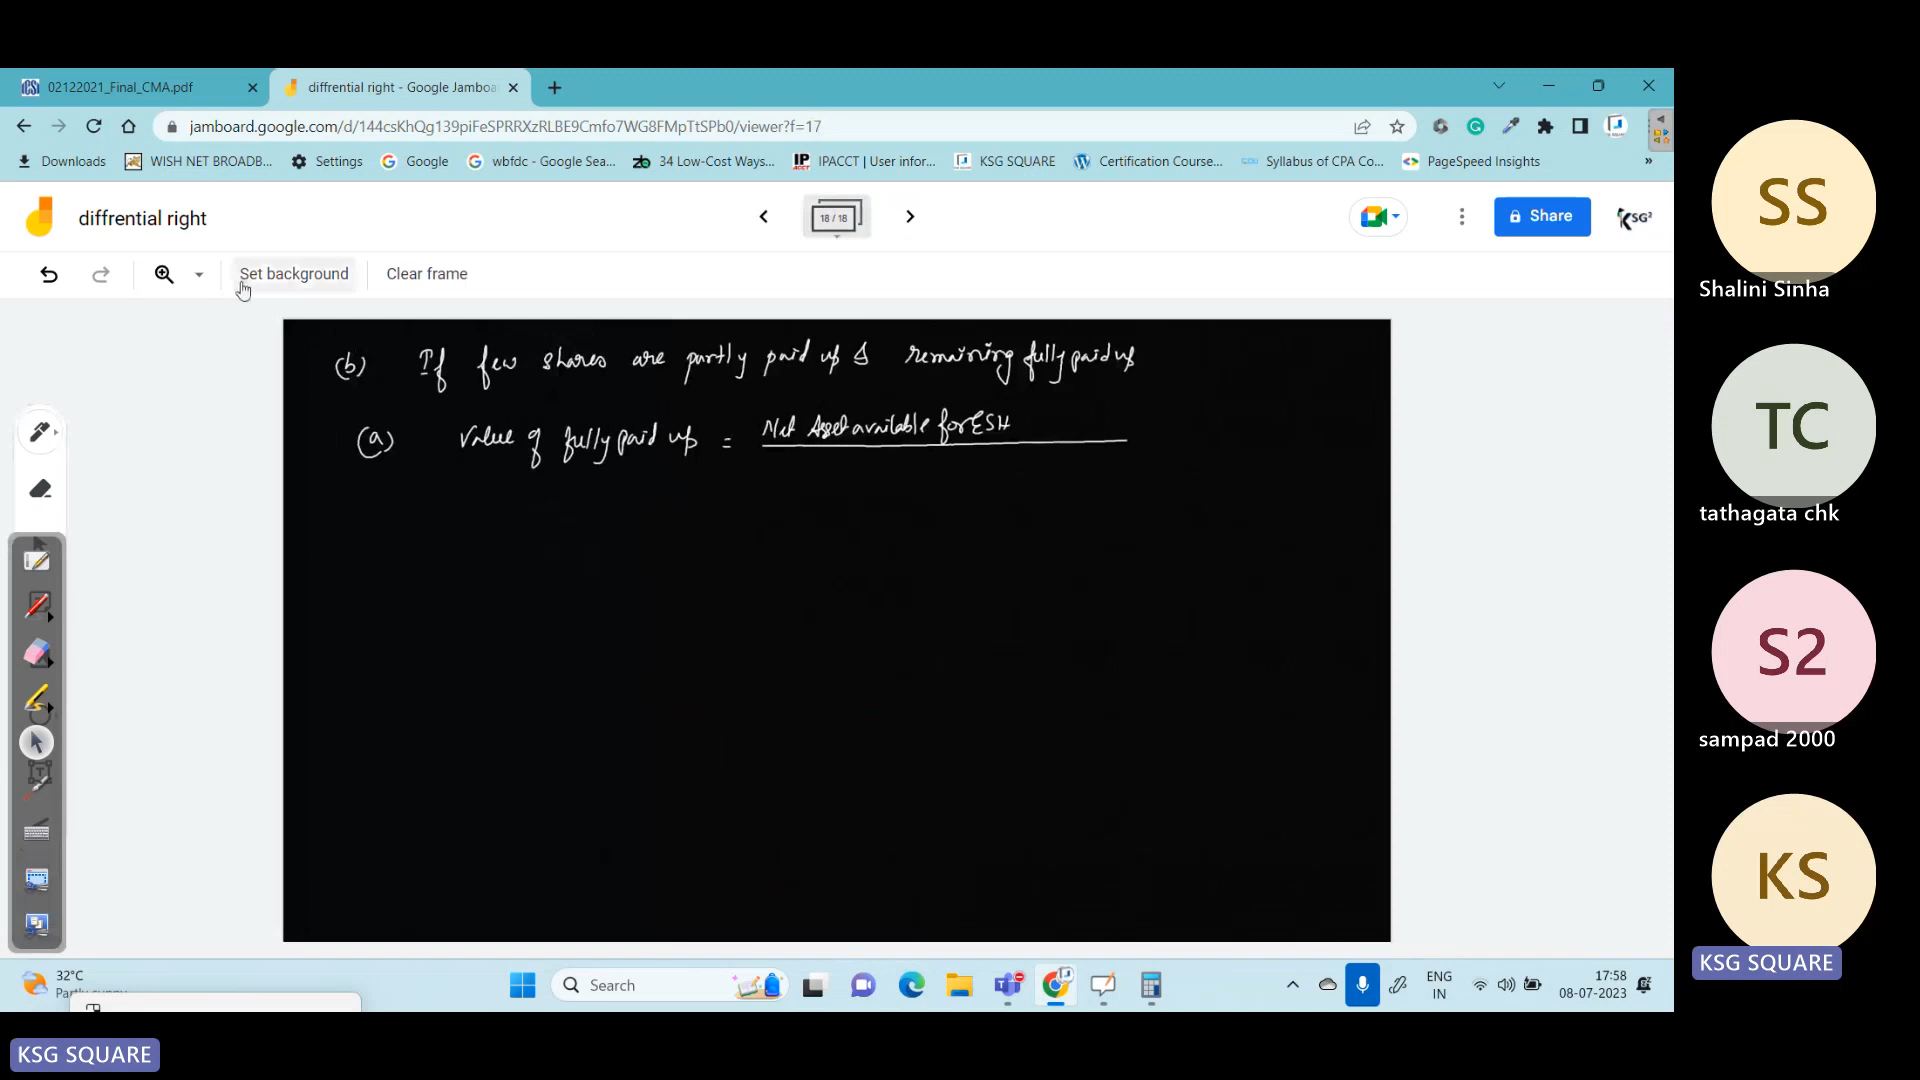 02122021_Final_CMA.pdf
diffrential right - Google Jamboa
jamboard.google.com/d/144csKhQg139piFeSPRRXzRLBE9Cmfo7WG8FMpTtSPb0/viewer?f=17
Downloads WISH NET BROADB... Settings Google wbfdc - Google Sea... 34 Low-Cost Ways... IPACCT | User infor... KSG SQUARE Certification Course... Syllabus of CPA Co... PageSpeed Insights »
diffrential right
18 / 18
Share
KSG²
Set background Clear frame
(b) If few shares are partly paid up & remaining fully paid up
(a) Value of fully paid up = Net Asset available for ESH
SS
Shalini Sinha
TC
tathagata chk
S2
sampad 2000
KS
KSG SQUARE
32°C
Search
ENG
IN
17:58
08-07-2023
KSG SQUARE